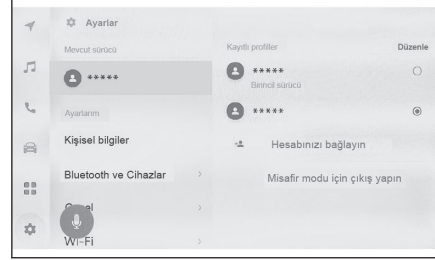 Ayarlar
Mevcut sürücü
*****
Ayarlarım
Kişisel bilgiler
Bluetooth ve Cihazlar
Genel
Wi-Fi
Kayıtlı profiller
Düzenle
*****
Birincil sürücü
*****
Hesabınızı bağlayın
Misafir modu için çıkış yapın